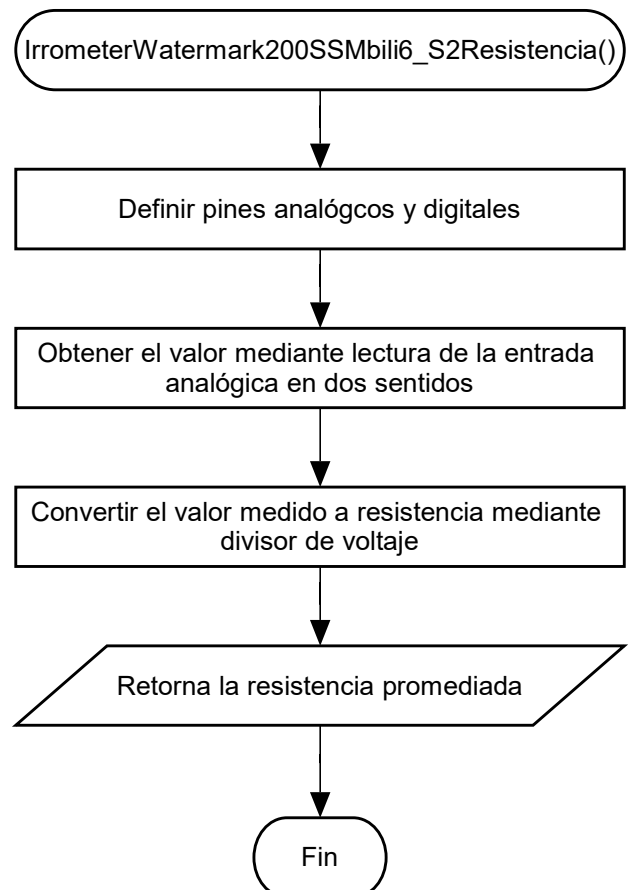 IrrometerWatermark200SSMbili6_S2Resistencia()
Definir pines analógcos y digitales
Obtener el valor mediante lectura de la entrada
analógica en dos sentidos
Convertir el valor medido a resistencia mediante
divisor de voltaje
Retorna la resistencia promediada
Fin